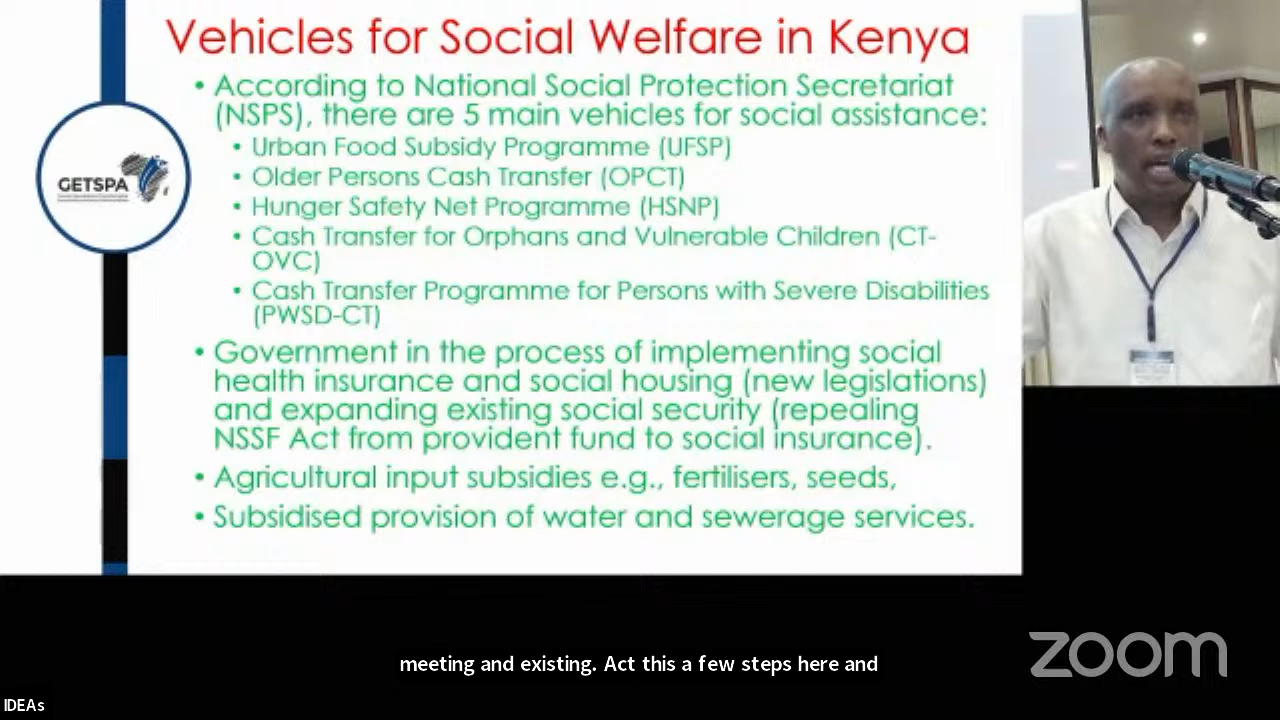 Vehicles for Social Welfare in Kenya
• According to National Social Protection Secretariat
(NSPS), there are 5 main vehicles for social assistance:
• Urban Food Subsidy Programme (UFSP)
• Older Persons Cash Transfer (OPCT)
• Hunger Safety Net Programme (HSNP)
• Cash Transfer for Orphans and Vulnerable Children (CT-
OVC)
• Cash Transfer Programme for Persons with Severe Disabilities
(PWSD-CT)
• Government in the process of implementing social
health insurance and social housing (new legislations)
and expanding existing social security (repealing
NSSF Act from provident fund to social insurance).
• Agricultural input subsidies e.g., fertilisers, seeds,
• Subsidised provision of water and sewerage services.
GETSPA
meeting and existing. Act this a few steps here and
zoom
IDEAs